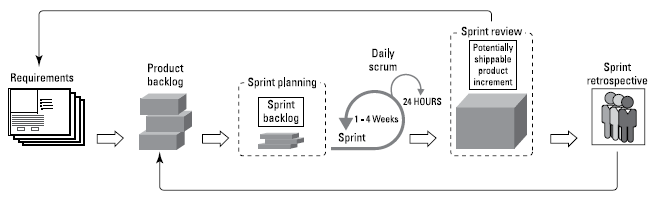 Requirements
Product
backlog
Sprint planning
Sprint
backlog
Daily
scrum
24 HOURS
1 - 4 Weeks
Sprint
Sprint review
Potentially
shippable
product
increment
Sprint
retrospective